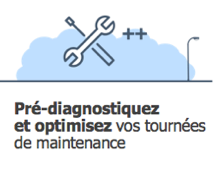 ++
Pré-diagnostiquez
et optimisez vos tournées
de maintenance